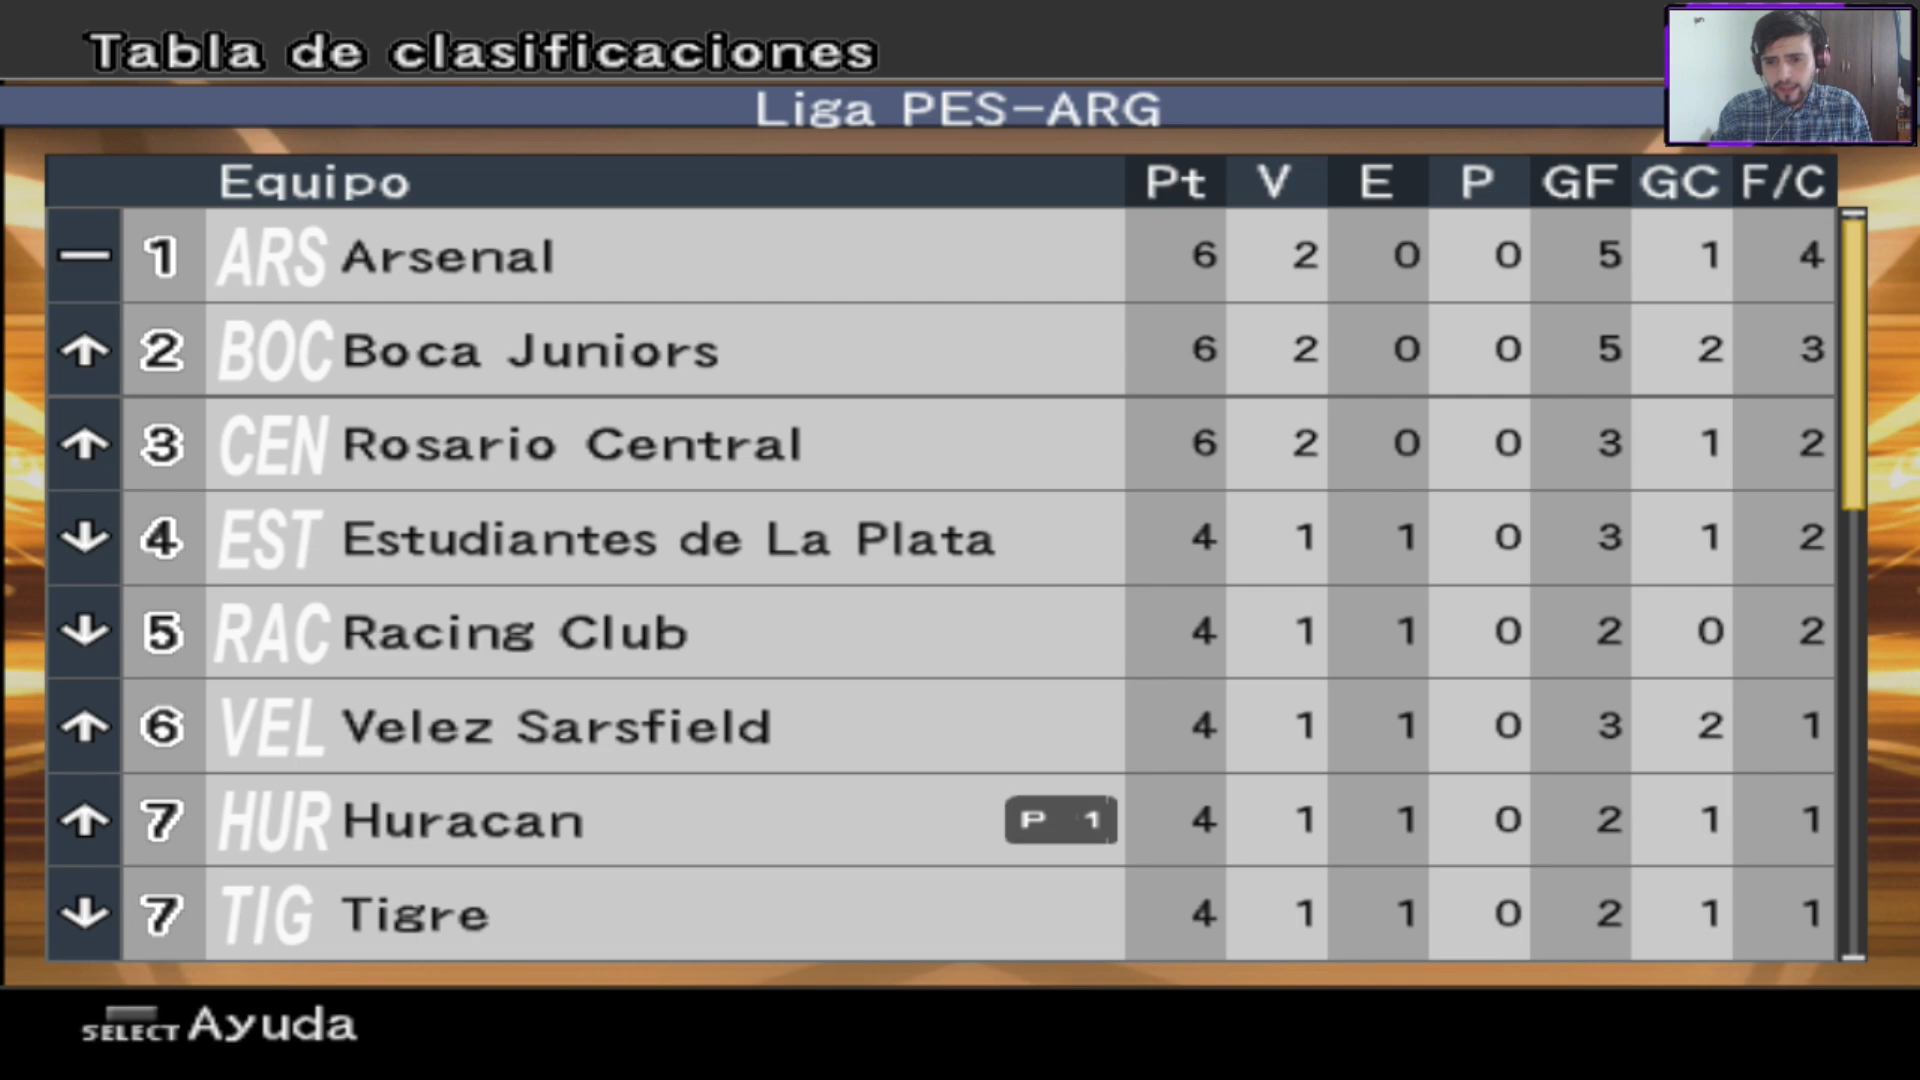 Tabla de clasificaciones
Liga PES-ARG
Equipo Pt V E P GF GC F/C
1 ARS Arsenal 6 2 0 0 5 1 4
2 BOC Boca Juniors 6 2 0 0 5 2 3
3 CEN Rosario Central 6 2 0 0 3 1 2
4 EST Estudiantes de La Plata 4 1 1 0 3 1 2
5 RAC Racing Club 4 1 1 0 2 0 2
6 VEL Velez Sarsfield 4 1 1 0 3 2 1
7 HUR Huracan P 1 4 1 1 0 2 1 1
7 TIG Tigre 4 1 1 0 2 1 1
SELECT Ayuda